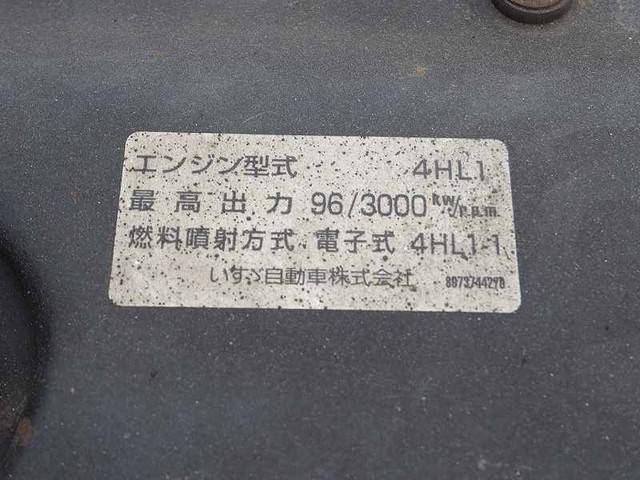 エンジン型式 4HL1
最高出力 96/3000 kw/r.p.m.
燃料噴射方式 電子式 4HL1-1
いすゞ自動車株式会社 8973744270